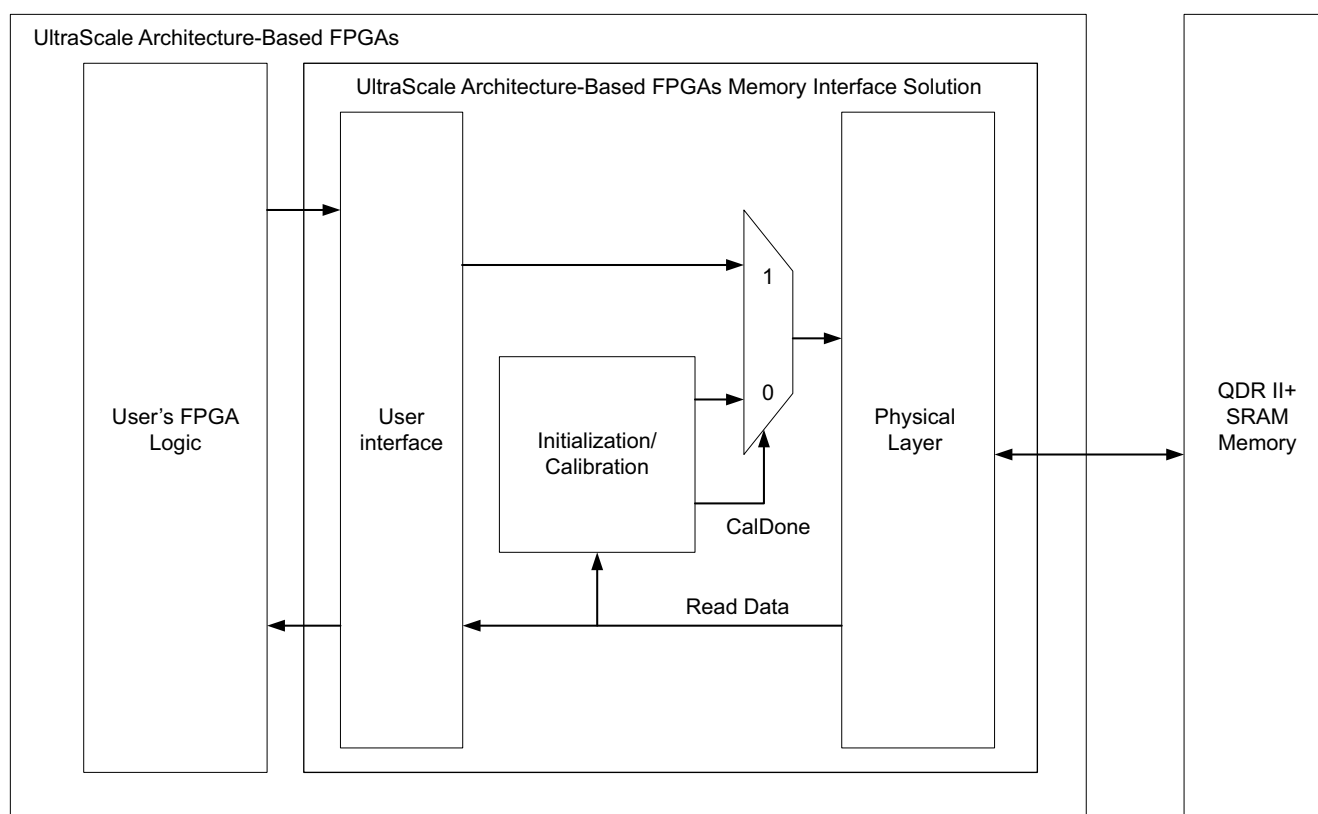 UltraScale Architecture-Based FPGAs
UltraScale Architecture-Based FPGAs Memory Interface Solution
User's FPGA
Logic
User
interface
Initialization/
Calibration
1
0
CalDone
Read Data
Physical
Layer
QDR II+
SRAM
Memory